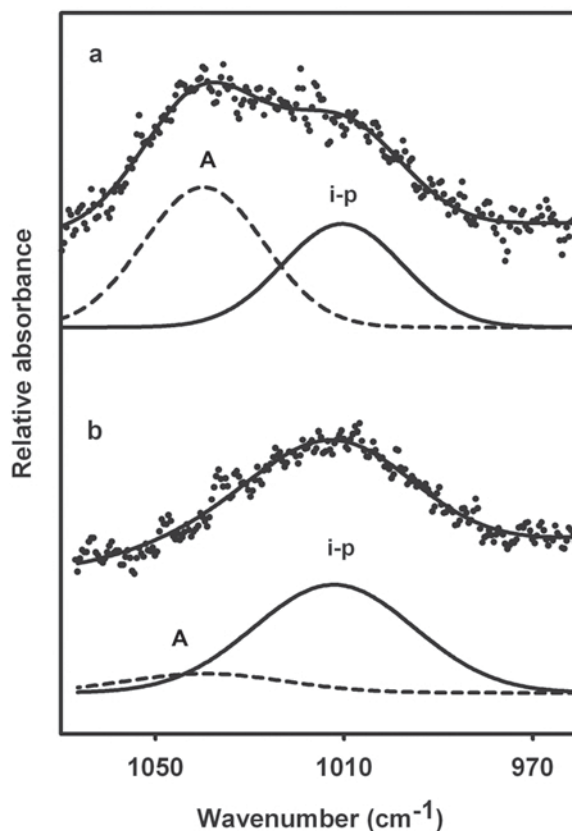 a
A
i-p
Relative absorbance
b
i-p
A
1050 1010 970
Wavenumber (cm⁻¹)